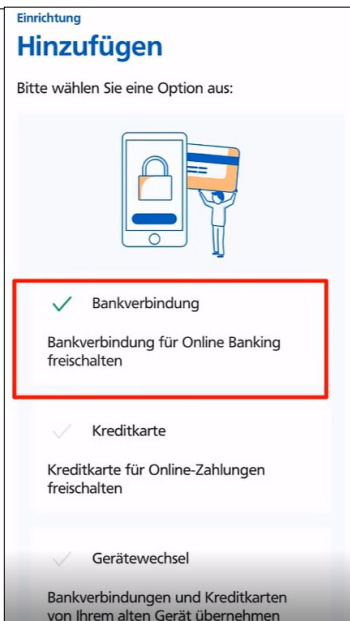 Einrichtung
Hinzufügen
Bitte wählen Sie eine Option aus:
Bankverbindung
Bankverbindung für Online Banking
freischalten
Kreditkarte
Kreditkarte für Online-Zahlungen
freischalten
Gerätewechsel
Bankverbindungen und Kreditkarten
von Ihrem alten Gerät übernehmen